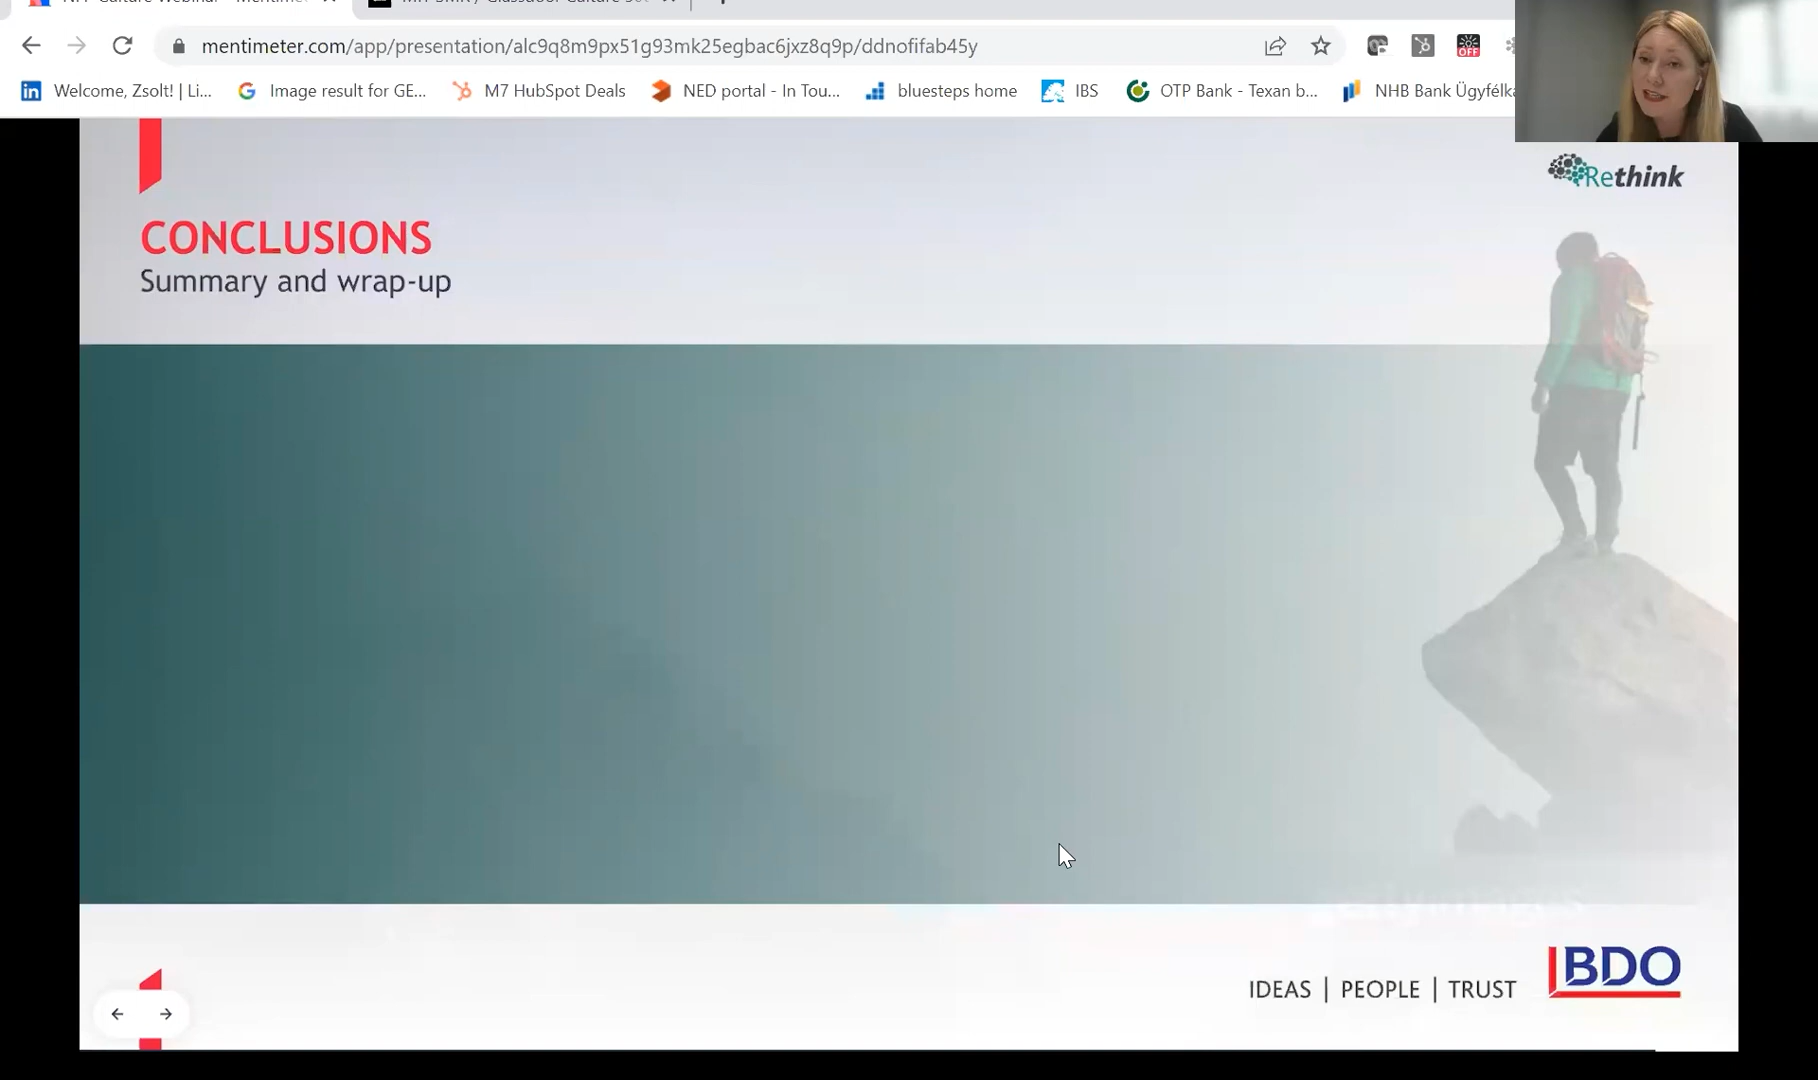 mentimeter.com/app/presentation/alc9q8m9px51g93mk25egbac6jxz8q9p/ddnofifab45y
OFF
Welcome, Zsolt! | Li... Image result for GE... M7 HubSpot Deals NED portal - In Tou... bluesteps home IBS OTP Bank - Texan b... NHB Bank Ügyfélka
Rethink
CONCLUSIONS
Summary and wrap-up
IDEAS | PEOPLE | TRUST BDO